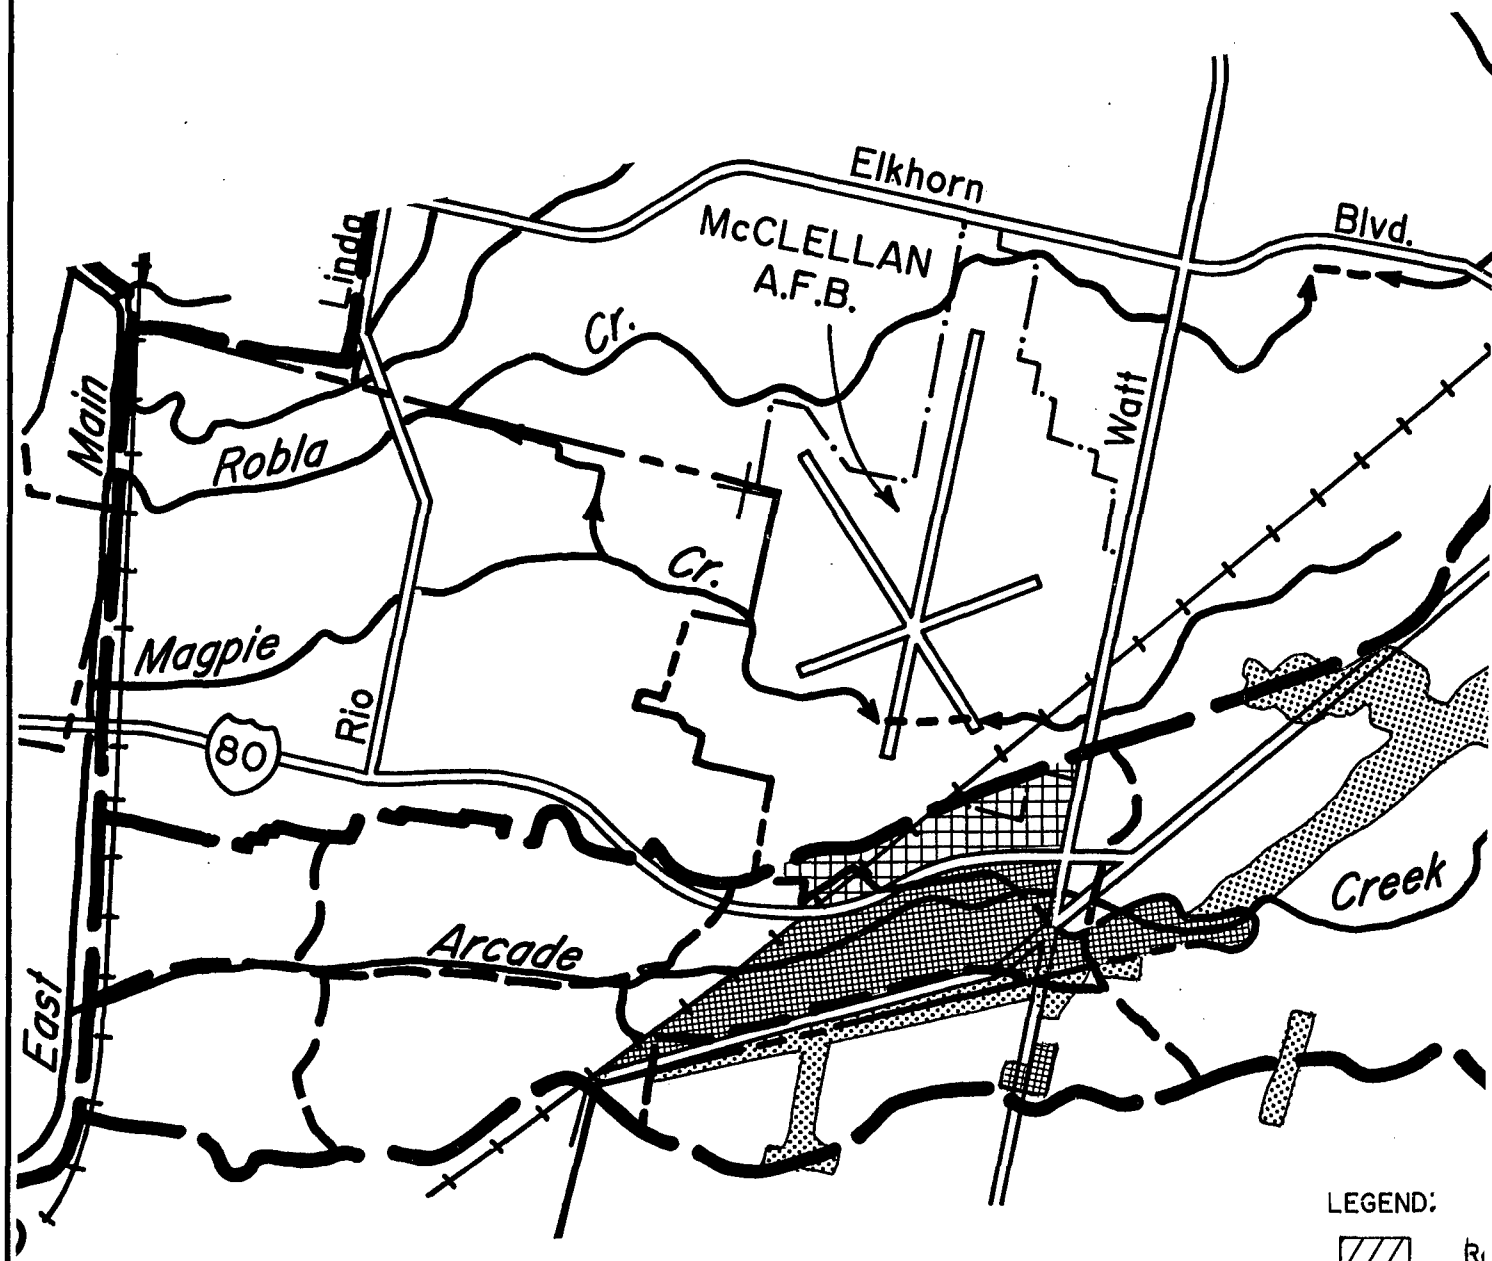 Elkhorn
Blvd.
McCLELLAN
A.F.B.
Linda
Cr.
Main
Watt
Robla
Cr.
Magpie
Rio
80
Creek
Arcade
East
LEGEND: